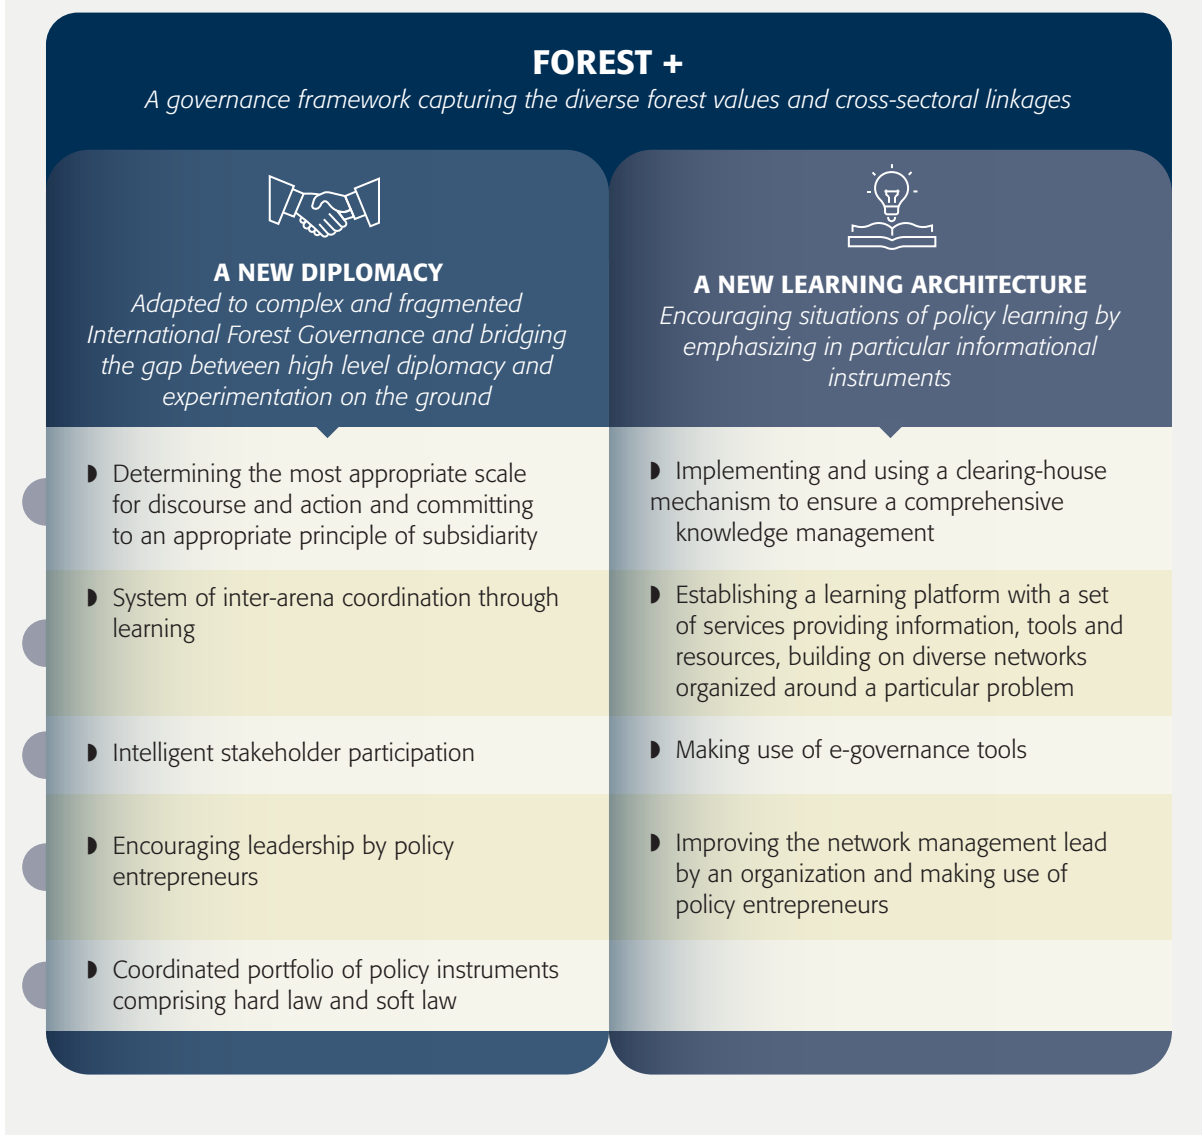 FOREST +
A governance framework capturing the diverse forest values and cross-sectoral linkages
A NEW DIPLOMACY
Adapted to complex and fragmented
International Forest Governance and bridging
the gap between high level diplomacy and
experimentation on the ground
◗ Determining the most appropriate scale
for discourse and action and committing
to an appropriate principle of subsidiarity
◗ System of inter-arena coordination through
learning
◗ Intelligent stakeholder participation
◗ Encouraging leadership by policy
entrepreneurs
◗ Coordinated portfolio of policy instruments
comprising hard law and soft law
A NEW LEARNING ARCHITECTURE
Encouraging situations of policy learning by
emphasizing in particular informational
instruments
◗ Implementing and using a clearing-house
mechanism to ensure a comprehensive
knowledge management
◗ Establishing a learning platform with a set
of services providing information, tools and
resources, building on diverse networks
organized around a particular problem
◗ Making use of e-governance tools
◗ Improving the network management lead
by an organization and making use of
policy entrepreneurs